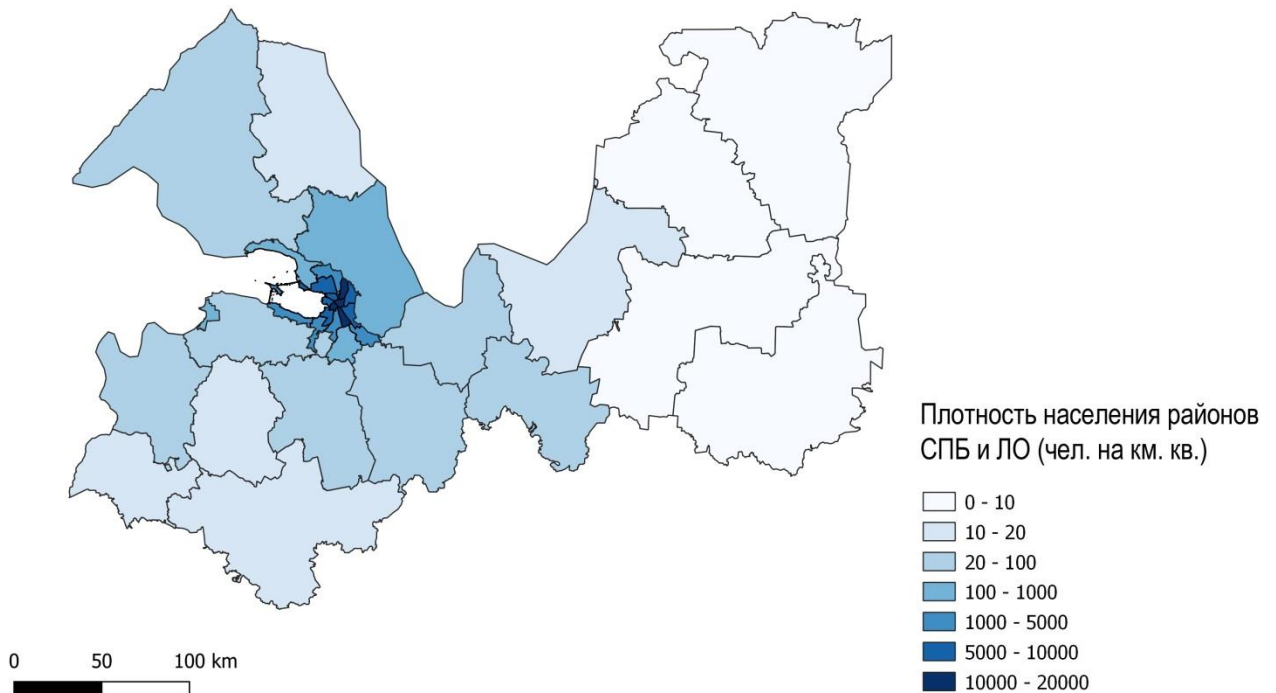 Плотность населения районов
СПБ и ЛО (чел. на км. кв.)
0 - 10
10 - 20
20 - 100
100 - 1000
1000 - 5000
5000 - 10000
10000 - 20000
0 50 100 km